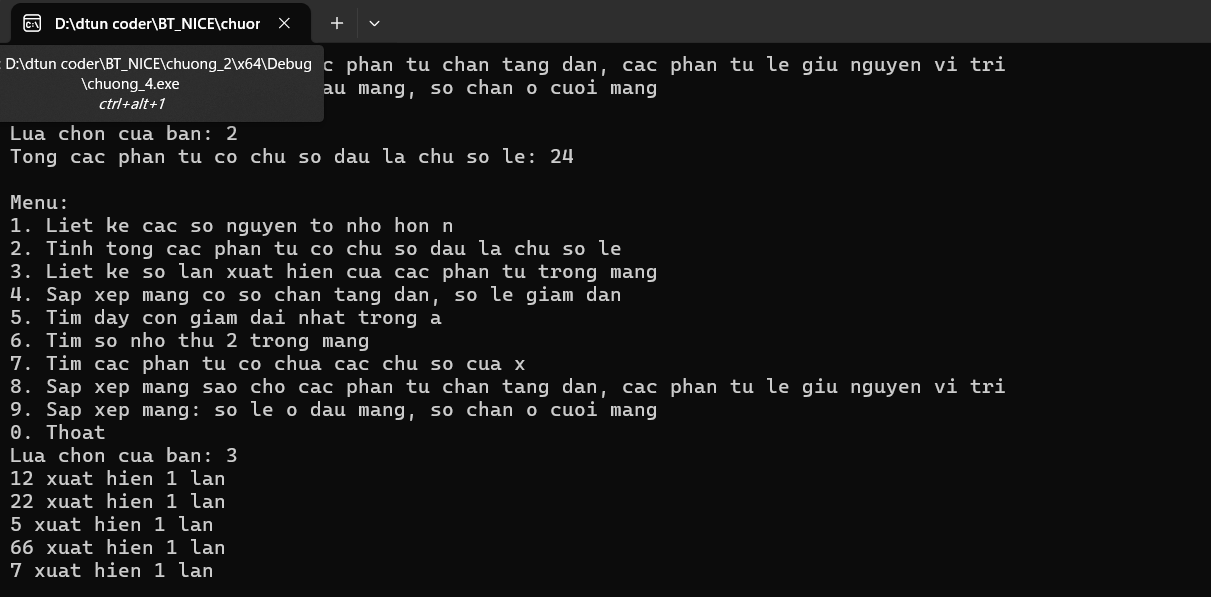 D:\dtun coder\BT_NICE\chuor
: D:\dtun coder\BT_NICE\chuong_2\x64\Debug
\chuong_4.exe
ctrl+alt+1
c phan tu chan tang dan, cac phan tu le giu nguyen vi tri
au mang, so chan o cuoi mang
Lua chon cua ban: 2
Tong cac phan tu co chu so dau la chu so le: 24
Menu:
1. Liet ke cac so nguyen to nho hon n
2. Tinh tong cac phan tu co chu so dau la chu so le
3. Liet ke so lan xuat hien cua cac phan tu trong mang
4. Sap xep mang co so chan tang dan, so le giam dan
5. Tim day con giam dai nhat trong a
6. Tim so nho thu 2 trong mang
7. Tim cac phan tu co chua cac chu so cua x
8. Sap xep mang sao cho cac phan tu chan tang dan, cac phan tu le giu nguyen vi tri
9. Sap xep mang: so le o dau mang, so chan o cuoi mang
0. Thoat
Lua chon cua ban: 3
12 xuat hien 1 lan
22 xuat hien 1 lan
5 xuat hien 1 lan
66 xuat hien 1 lan
7 xuat hien 1 lan